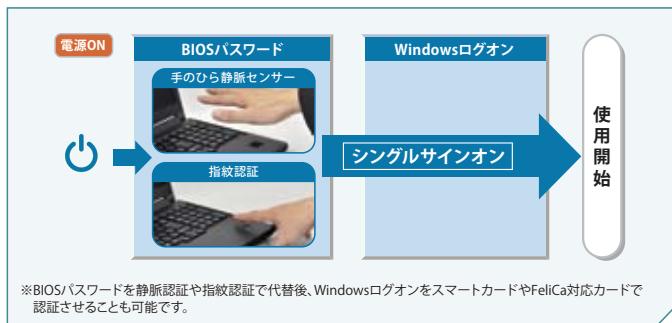 電源ON
BIOSパスワード
Windowsログオン
手のひら静脈センサー
指紋認証
シングルサインオン
使用開始
※BIOSパスワードを静脈認証や指紋認証で代替後、WindowsログオンをスマートカードやFeliCa対応カードで
認証させることも可能です。